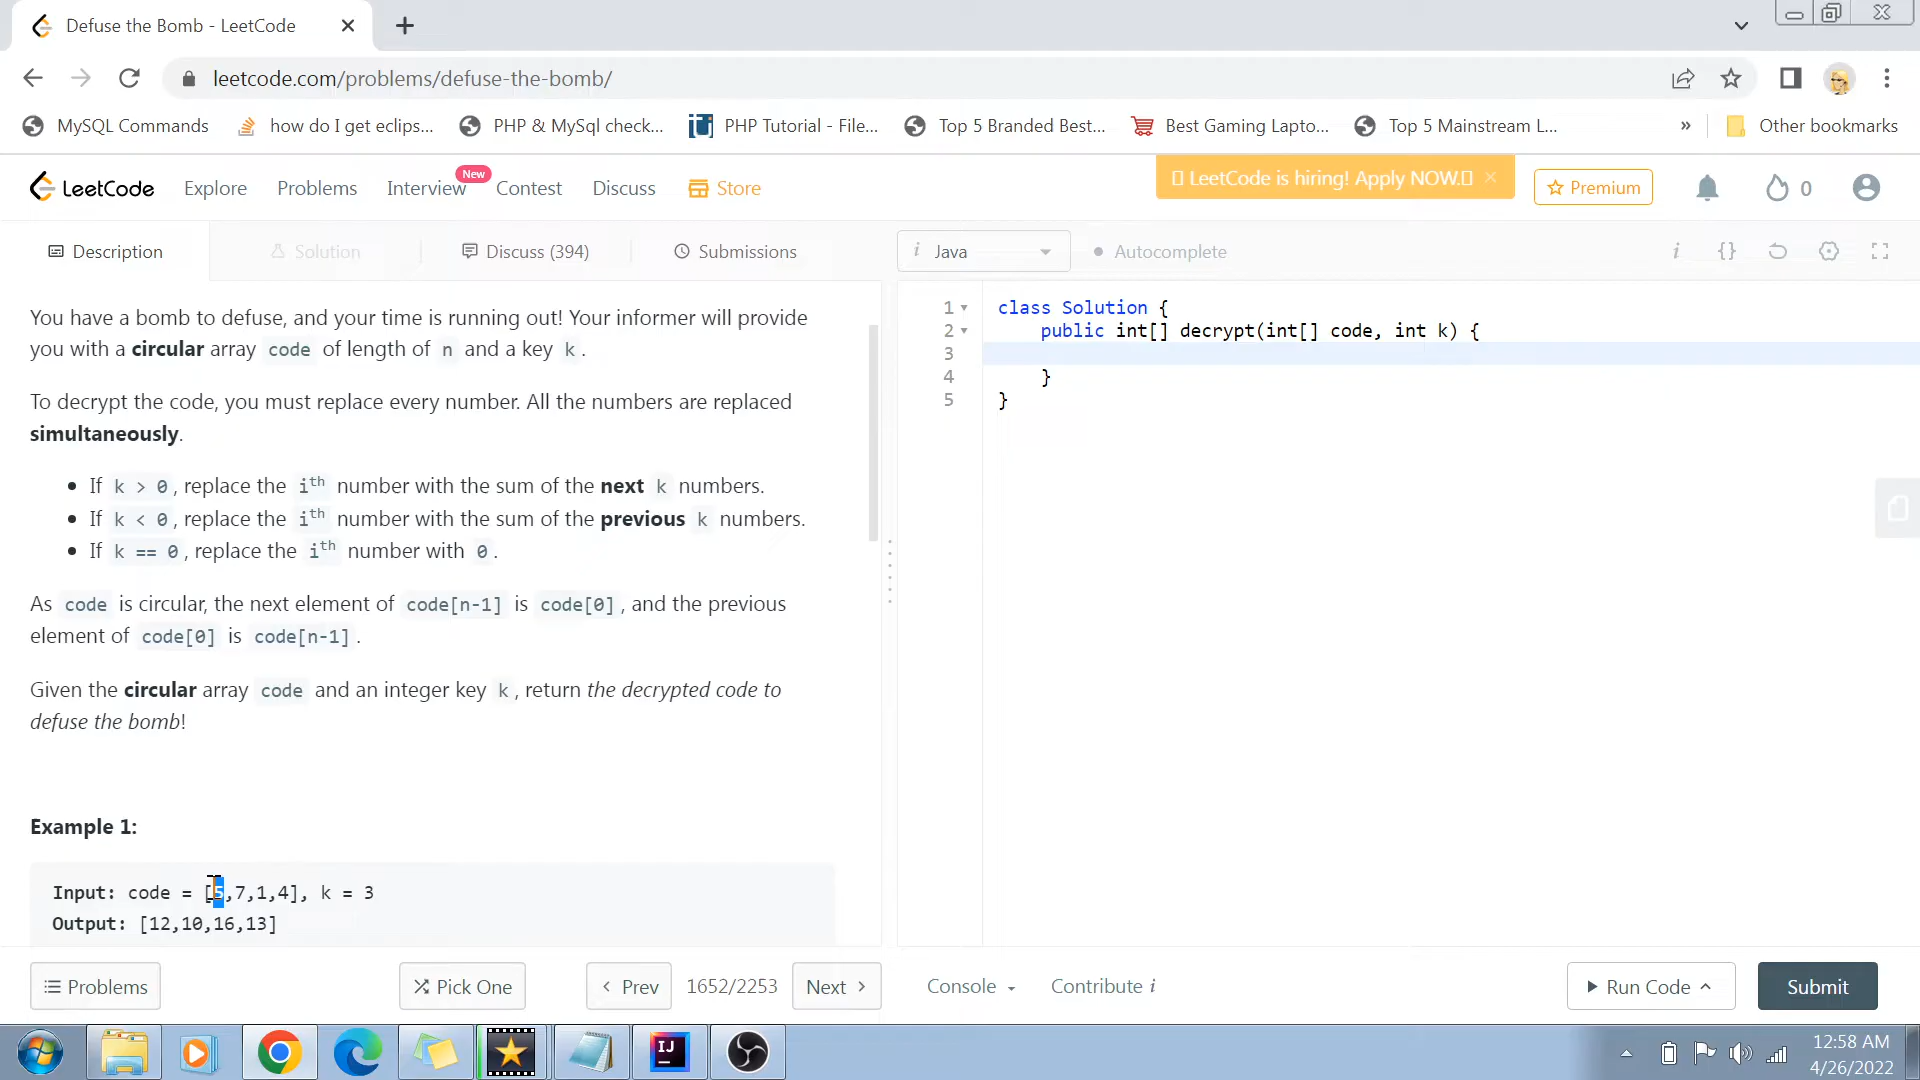 Defuse the Bomb - LeetCode
leetcode.com/problems/defuse-the-bomb/
MySQL Commands how do I get eclips... PHP & MySql check... PHP Tutorial - File... Top 5 Branded Best... Best Gaming Lapto... Top 5 Mainstream L... » Other bookmarks
LeetCode Explore Problems Interview New Contest Discuss Store LeetCode is hiring! Apply NOW. × Premium 0
Description Solution Discuss (394) Submissions
i Java Autocomplete i {}
You have a bomb to defuse, and your time is running out! Your informer will provide
you with a circular array code of length of n and a key k.
To decrypt the code, you must replace every number. All the numbers are replaced
simultaneously.
• If k > 0, replace the ith number with the sum of the next k numbers.
• If k < 0, replace the ith number with the sum of the previous k numbers.
• If k == 0, replace the ith number with 0.
As code is circular, the next element of code[n-1] is code[0], and the previous
element of code[0] is code[n-1].
Given the circular array code and an integer key k, return the decrypted code to
defuse the bomb!
Example 1:
Input: code = [5,7,1,4], k = 3
Output: [12,10,16,13]
1 class Solution {
2 public int[] decrypt(int[] code, int k) {
3
4 }
5 }
Problems Pick One Prev 1652/2253 Next Console Contribute i Run Code Submit
IJ
12:58 AM
4/26/2022